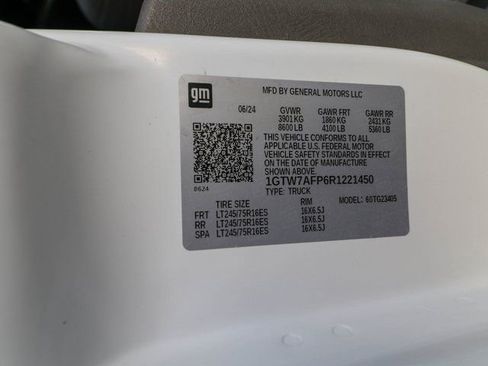 gm
MFD BY GENERAL MOTORS LLC
06/24 GVWR GAWR FRT GAWR RR
3901 KG 1860 KG 2431 KG
8600 LB 4100 LB 5360 LB
THIS VEHICLE CONFORMS TO ALL
APPLICABLE U.S. FEDERAL MOTOR
VEHICLE SAFETY STANDARDS IN
EFFECT ON THE DATE OF MANUFACTURE
SHOWN ABOVE.
1GTW7AFP6R1221450
0624 TYPE: TRUCK MODEL: 60TG23405
TIRE SIZE RIM
FRT LT245/75R16ES 16X6.5J
RR LT245/75R16ES 16X6.5J
SPA LT245/75R16ES 16X6.5J